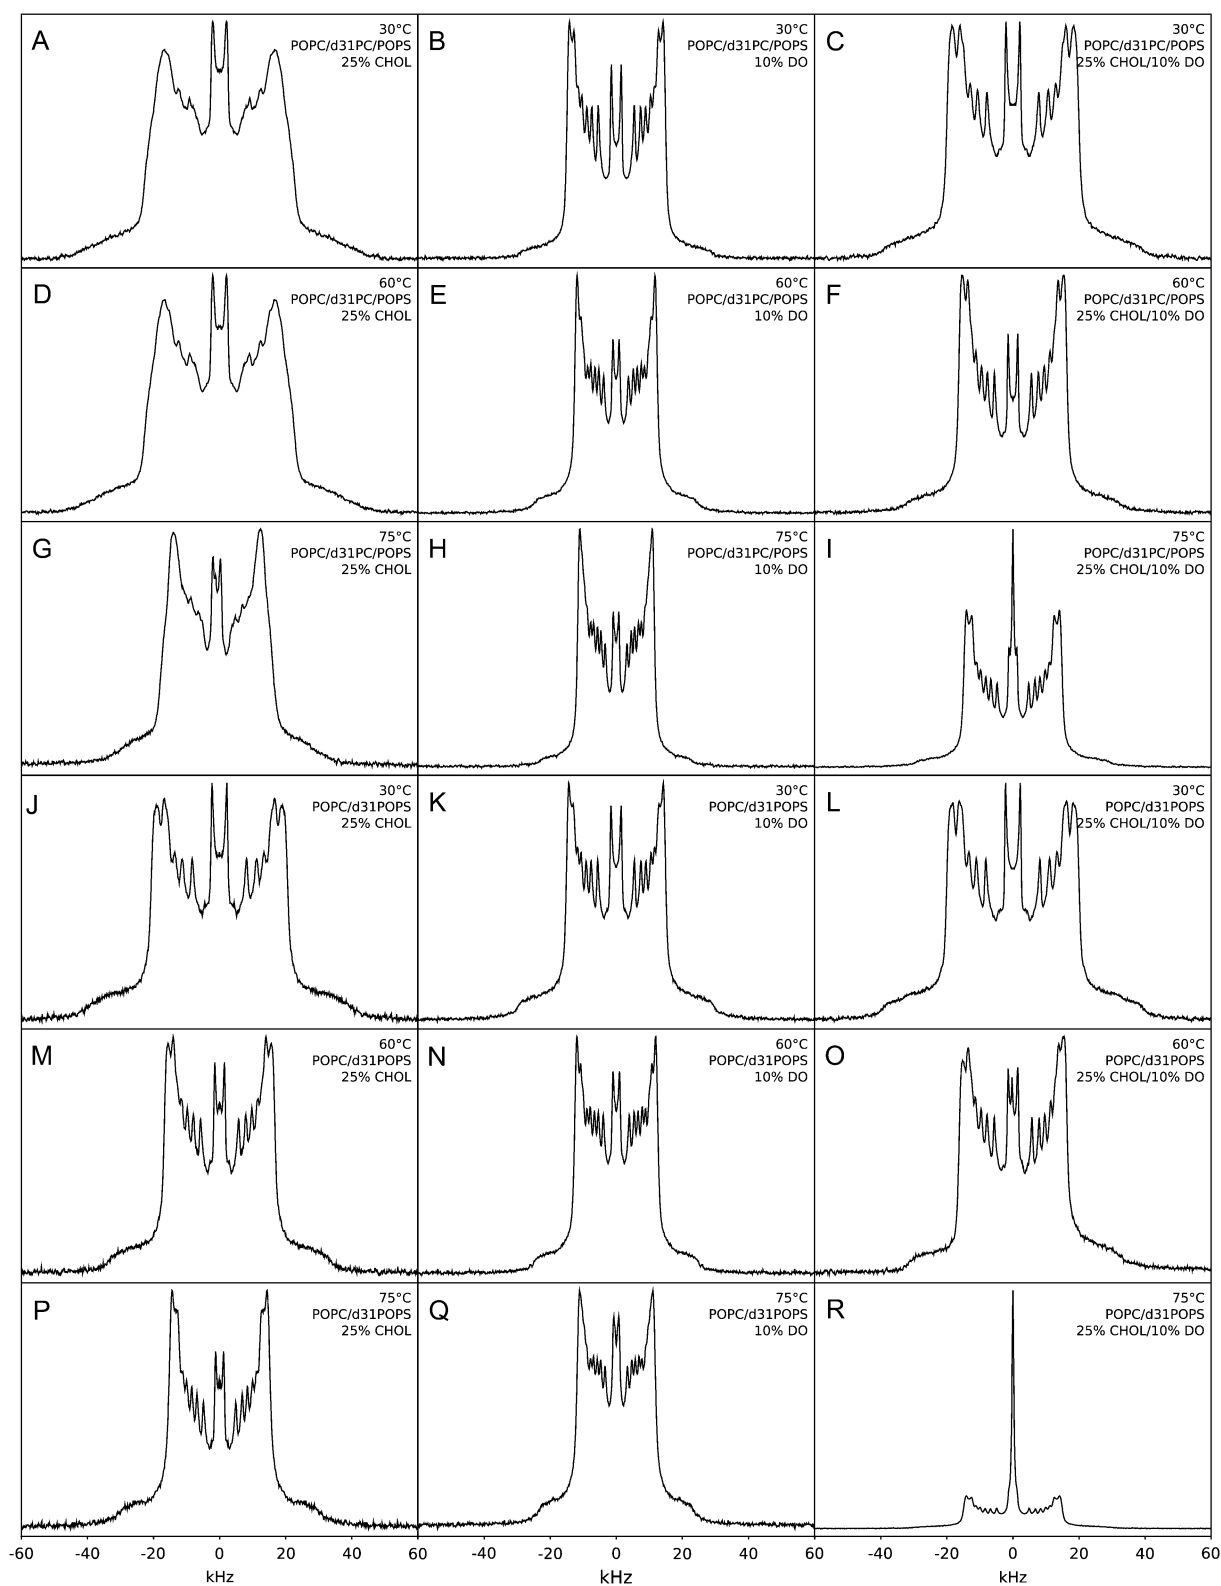 A
30°C
POPC/d31PC/POPS
25% CHOL
B
30°C
POPC/d31PC/POPS
10% DO
C
30°C
POPC/d31PC/POPS
25% CHOL/10% DO
D
60°C
POPC/d31PC/POPS
25% CHOL
E
60°C
POPC/d31PC/POPS
10% DO
F
60°C
POPC/d31PC/POPS
25% CHOL/10% DO
G
75°C
POPC/d31PC/POPS
25% CHOL
H
75°C
POPC/d31PC/POPS
10% DO
I
75°C
POPC/d31PC/POPS
25% CHOL/10% DO
J
30°C
POPC/d31POPS
25% CHOL
K
30°C
POPC/d31POPS
10% DO
L
30°C
POPC/d31POPS
25% CHOL/10% DO
M
60°C
POPC/d31POPS
25% CHOL
N
60°C
POPC/d31POPS
10% DO
O
60°C
POPC/d31POPS
25% CHOL/10% DO
P
75°C
POPC/d31POPS
25% CHOL
Q
75°C
POPC/d31POPS
10% DO
R
75°C
POPC/d31POPS
25% CHOL/10% DO
-60 -40 -20 0 20 40 -60 -40 -20 0 20 40 60 -40 -20 0 20 40 60
kHz kHz kHz